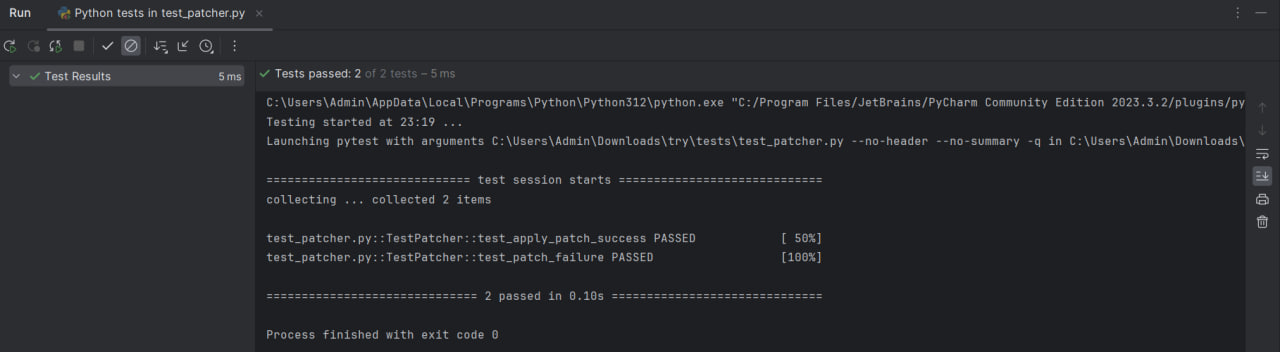 Run Python tests in test_patcher.py
Test Results 5 ms
Tests passed: 2 of 2 tests – 5 ms
C:\Users\Admin\AppData\Local\Programs\Python\Python312\python.exe "C:/Program Files/JetBrains/PyCharm Community Edition 2023.3.2/plugins/py
Testing started at 23:19 ...
Launching pytest with arguments C:\Users\Admin\Downloads\try\tests\test_patcher.py --no-header --no-summary -q in C:\Users\Admin\Downloads\
============================= test session starts =============================
collecting ... collected 2 items
test_patcher.py::TestPatcher::test_apply_patch_success PASSED            [ 50%]
test_patcher.py::TestPatcher::test_patch_failure PASSED                  [100%]
============================== 2 passed in 0.10s ==============================
Process finished with exit code 0